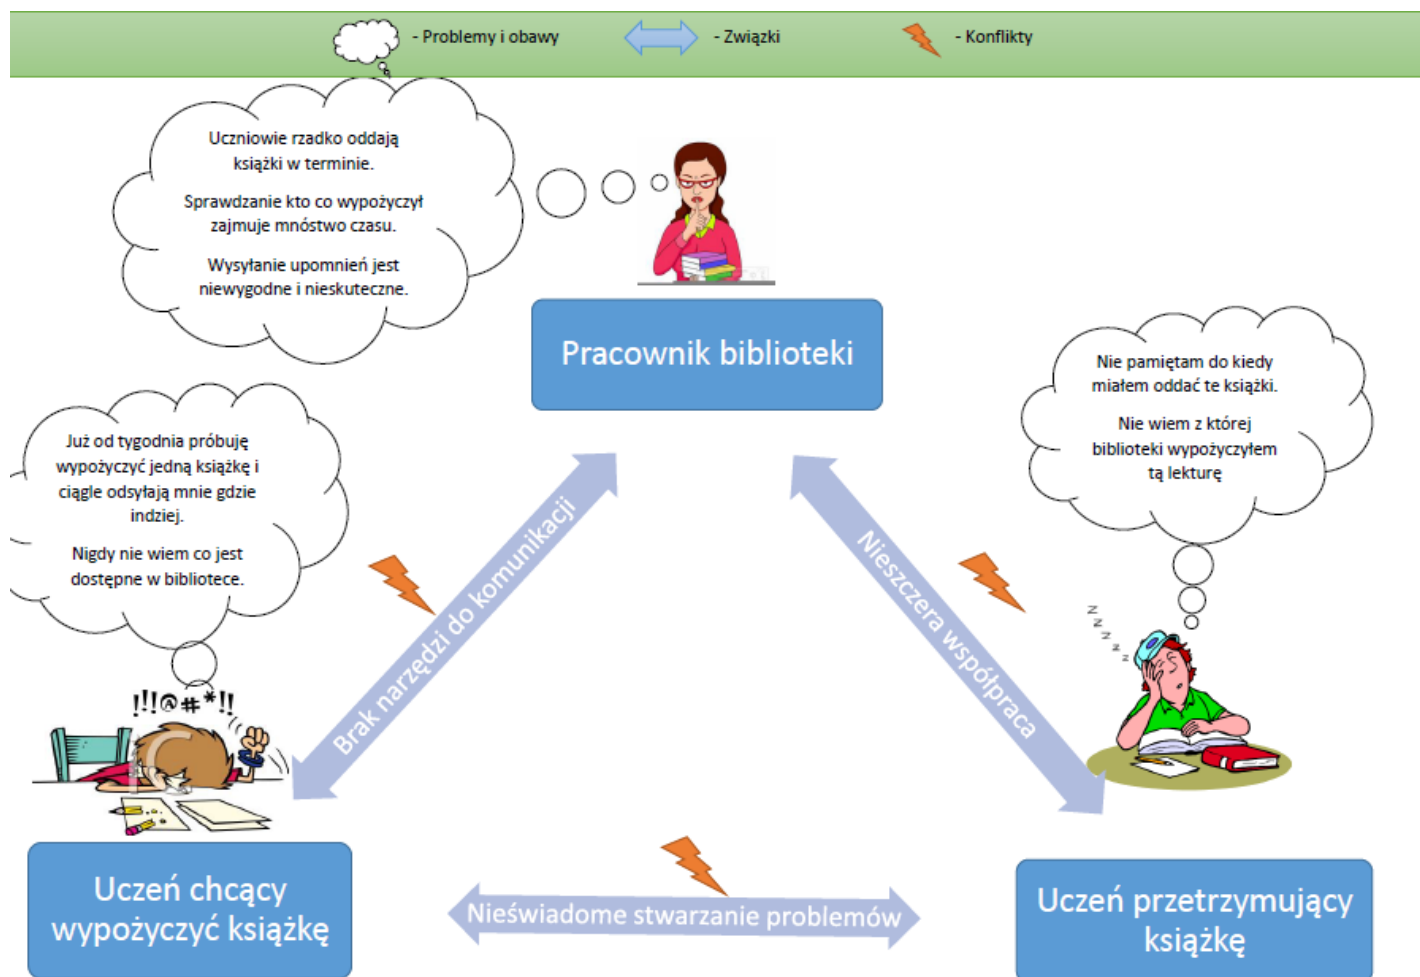 - Problemy i obawy
- Związki
- Konflikty
Uczniowie rzadko oddają
książki w terminie.
Sprawdzanie kto co wypożyczył
zajmuje mnóstwo czasu.
Wysyłanie upomnień jest
niewygodne i nieskuteczne.
Pracownik biblioteki
Nie pamiętam do kiedy
miałem oddać te książki.
Nie wiem z której
biblioteki wypożyczyłem
tą lekturę
Już od tygodnia próbuję
wypożyczyć jedną książkę i
ciągle odsyłają mnie gdzie
indziej.
Nigdy nie wiem co jest
dostępne w bibliotece.
Brak narzędzi do komunikacji
Nieszczera współpraca
z z z z z
!!!@#*!!
Uczeń chcący
wypożyczyć książkę
Nieświadome stwarzanie problemów
Uczeń przetrzymujący
książkę